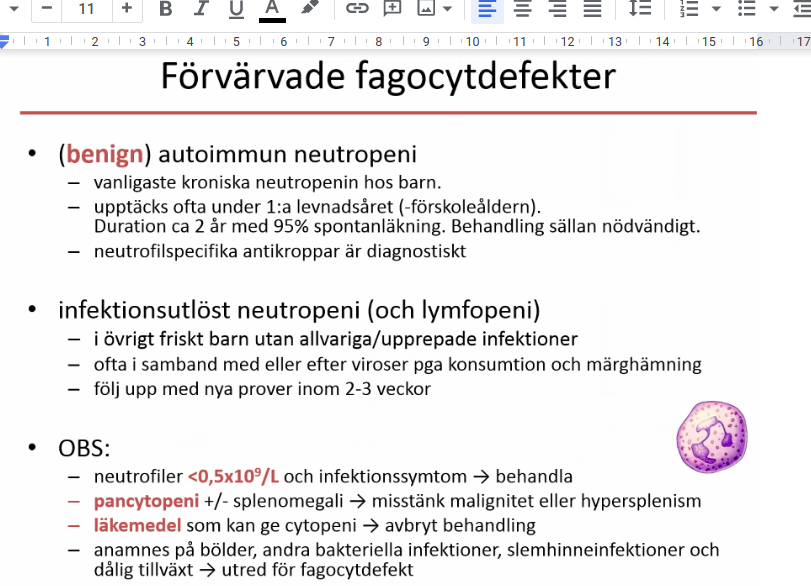 11
B I U A
1 2 3 4 5 6 7 8 9 10 11 12 13 14 15 16 17
Förvärvade fagocytdefekter
• (benign) autoimmun neutropeni
– vanligaste kroniska neutropenin hos barn.
– upptäcks ofta under 1:a levnadsåret (-förskoleåldern).
Duration ca 2 år med 95% spontanläkning. Behandling sällan nödvändigt.
– neutrofilspecifika antikroppar är diagnostiskt
• infektionsutlöst neutropeni (och lymfopeni)
– i övrigt friskt barn utan allvariga/upprepade infektioner
– ofta i samband med eller efter viroser pga konsumtion och märghämning
– följ upp med nya prover inom 2-3 veckor
• OBS:
– neutrofiler <0,5x10⁹/L och infektionssymtom → behandla
– pancytopeni +/- splenomegali → misstänk malignitet eller hypersplenism
– läkemedel som kan ge cytopeni → avbryt behandling
– anamnes på bölder, andra bakteriella infektioner, slemhinneinfektioner och
dålig tillväxt → utred för fagocytdefekt